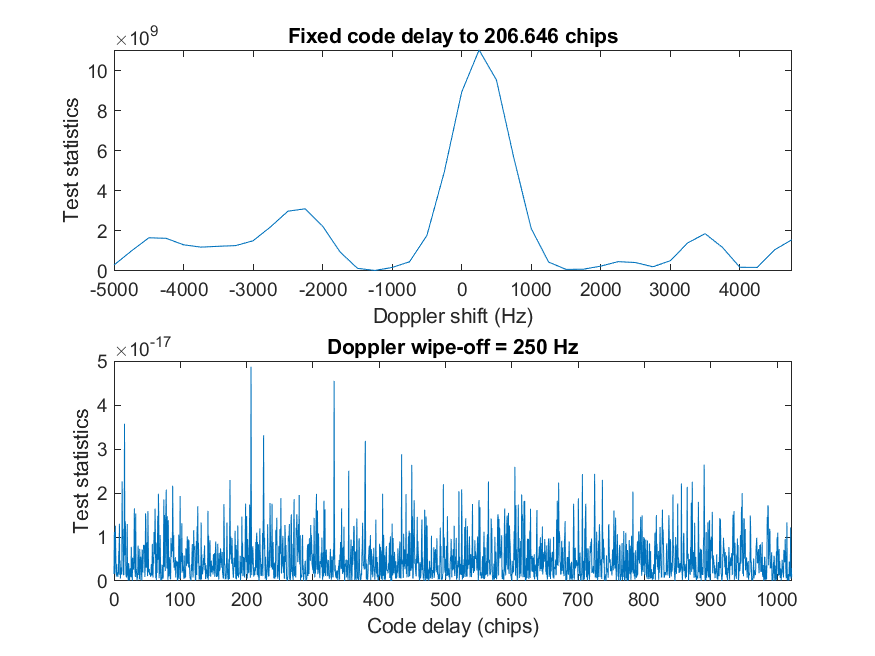 ×10^9
Fixed code delay to 206.646 chips
10
8
6
4
2
0
Test statistics
-5000 -4000 -3000 -2000 -1000 0 1000 2000 3000 4000
Doppler shift (Hz)
×10^-17
Doppler wipe-off = 250 Hz
5
4
3
2
1
0
Test statistics
0 100 200 300 400 500 600 700 800 900 1000
Code delay (chips)